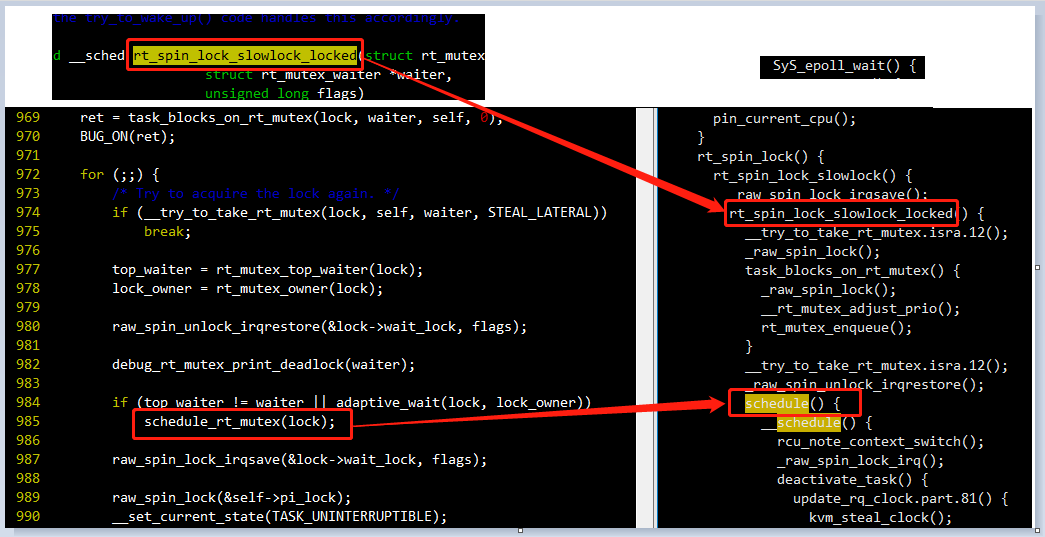 the try_to_wake_up() code handles this accordingly.
d __sched rt_spin_lock_slowlock_locked(struct rt_mutex
struct rt_mutex_waiter *waiter,
unsigned long flags)
969 ret = task_blocks_on_rt_mutex(lock, waiter, self, 0);
970 BUG_ON(ret);
971
972 for (;;) {
973 /* Try to acquire the lock again. */
974 if (__try_to_take_rt_mutex(lock, self, waiter, STEAL_LATERAL))
975 break;
976
977 top_waiter = rt_mutex_top_waiter(lock);
978 lock_owner = rt_mutex_owner(lock);
979
980 raw_spin_unlock_irqrestore(&lock->wait_lock, flags);
981
982 debug_rt_mutex_print_deadlock(waiter);
983
984 if (top_waiter != waiter || adaptive_wait(lock, lock_owner))
985 schedule_rt_mutex(lock);
986
987 raw_spin_lock_irqsave(&lock->wait_lock, flags);
988
989 raw_spin_lock(&self->pi_lock);
990 __set_current_state(TASK_UNINTERRUPTIBLE);
SyS_epoll_wait() {
pin_current_cpu();
}
rt_spin_lock() {
rt_spin_lock_slowlock() {
_raw_spin_lock_irqsave();
rt_spin_lock_slowlock_locked() {
__try_to_take_rt_mutex.isra.12();
_raw_spin_lock();
task_blocks_on_rt_mutex() {
_raw_spin_lock();
__rt_mutex_adjust_prio();
rt_mutex_enqueue();
}
__try_to_take_rt_mutex.isra.12();
_raw_spin_unlock_irqrestore();
schedule() {
__schedule() {
rcu_note_context_switch();
_raw_spin_lock_irq();
deactivate_task() {
update_rq_clock.part.81() {
kvm_steal_clock();